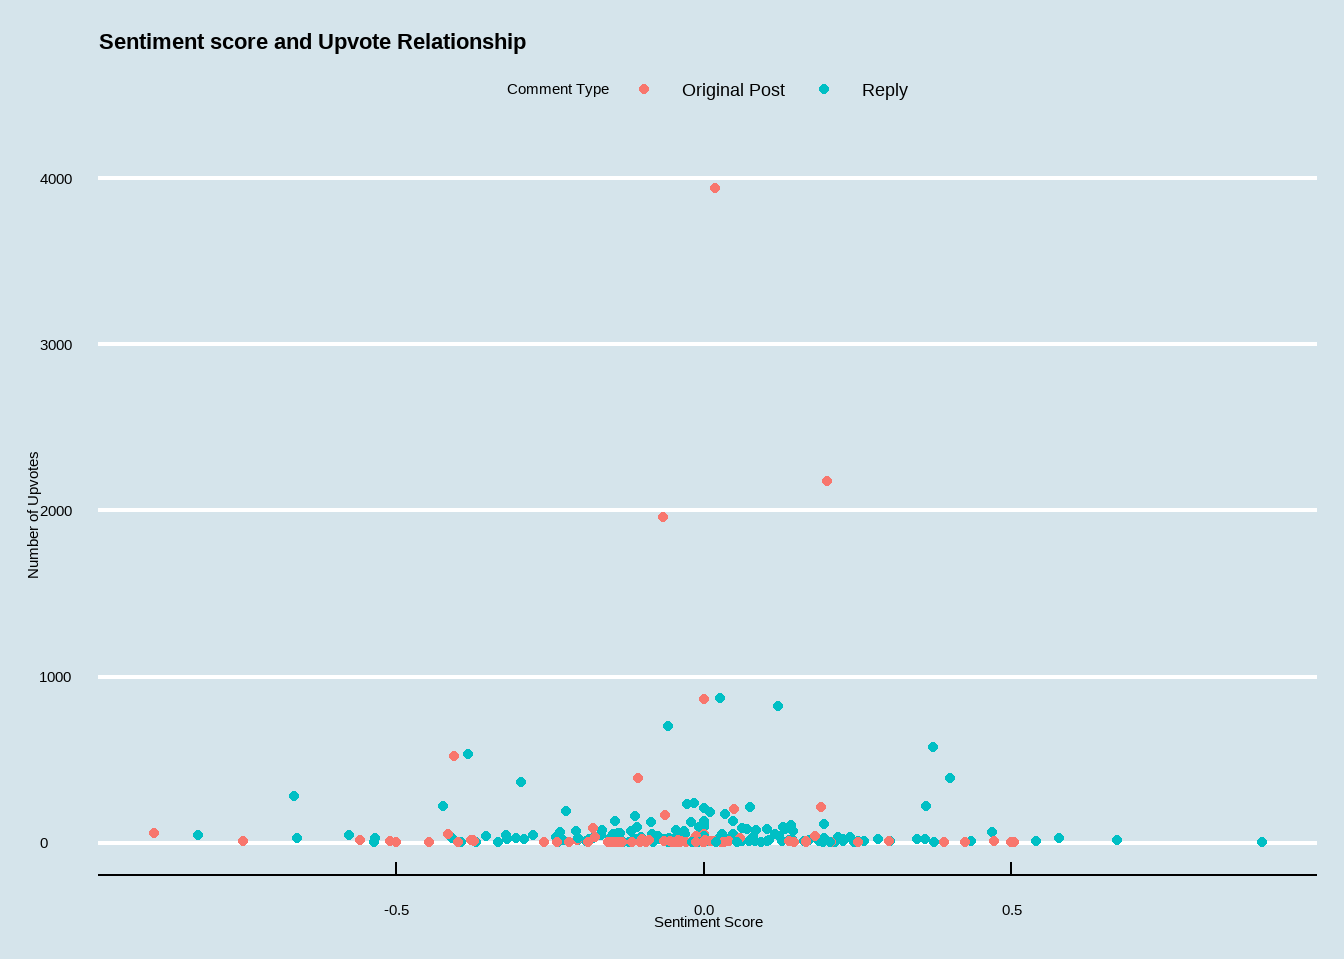 Sentiment score and Upvote Relationship
Comment Type Original Post Reply
4000
3000
2000
1000
0
Number of Upvotes
-0.5 0.0 0.5
Sentiment Score